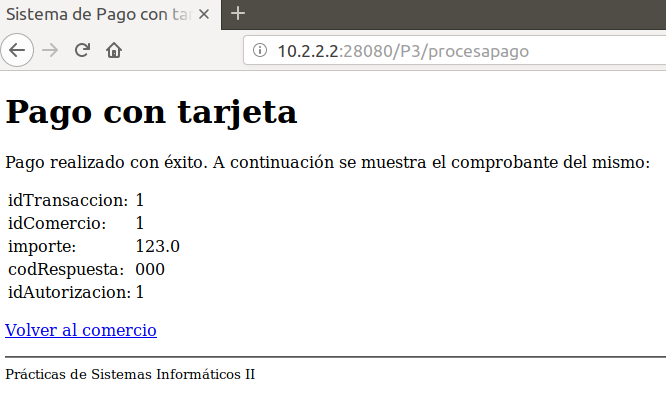 Sistema de Pago con tar
10.2.2.2:28080/P3/procesapago
Pago con tarjeta
Pago realizado con éxito. A continuación se muestra el comprobante del mismo:
idTransaccion: 1
idComercio: 1
importe: 123.0
codRespuesta: 000
idAutorizacion: 1
Volver al comercio
Prácticas de Sistemas Informáticos II